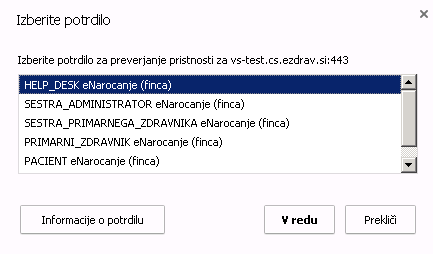 Izberite potrdilo
Izberite potrdilo za preverjanje pristnosti za vs-test.cs.ezdrav.si:443
HELP_DESK eNarocanje (finca)
SESTRA_ADMINISTRATOR eNarocanje (finca)
SESTRA_PRIMARNEGA_ZDRAVNIKA eNarocanje (finca)
PRIMARNI_ZDRAVNIK eNarocanje (finca)
PACIENT eNarocanje (finca)
Informacije o potrdilu
V redu
Prekliči